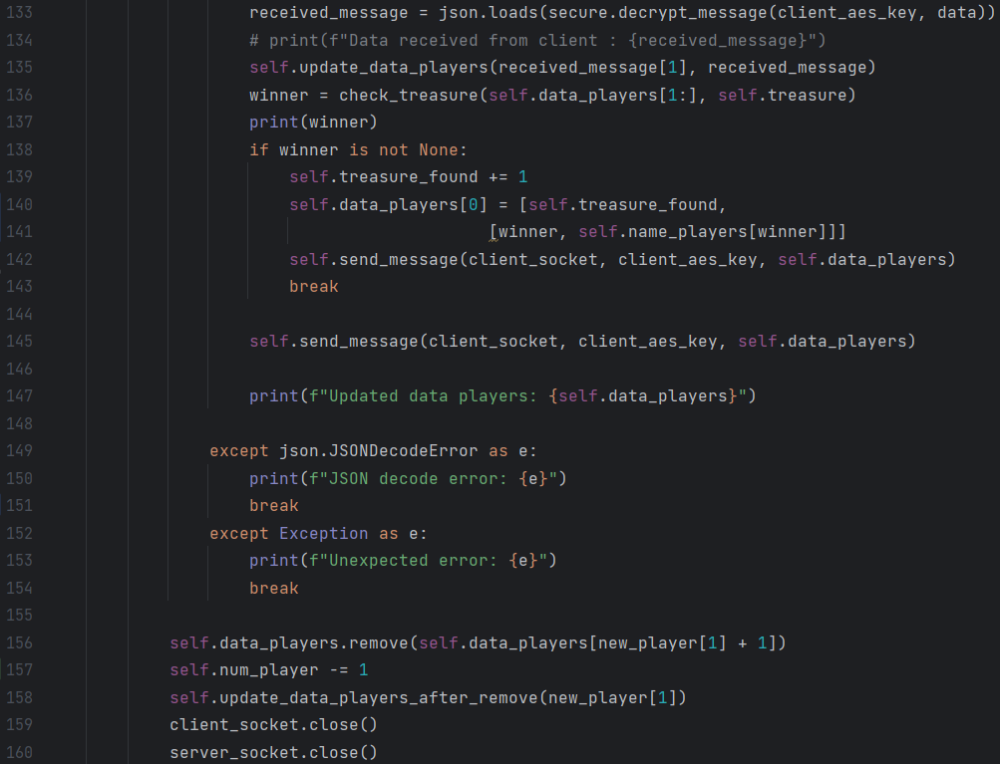 133 received_message = json.loads(secure.decrypt_message(client_aes_key, data))
134 # print(f"Data received from client : {received_message}")
135 self.update_data_players(received_message[1], received_message)
136 winner = check_treasure(self.data_players[1:], self.treasure)
137 print(winner)
138 if winner is not None:
139 self.treasure_found += 1
140 self.data_players[0] = [self.treasure_found,
141 [winner, self.name_players[winner]]]
142 self.send_message(client_socket, client_aes_key, self.data_players)
143 break
144
145 self.send_message(client_socket, client_aes_key, self.data_players)
146
147 print(f"Updated data players: {self.data_players}")
148
149 except json.JSONDecodeError as e:
150 print(f"JSON decode error: {e}")
151 break
152 except Exception as e:
153 print(f"Unexpected error: {e}")
154 break
155
156 self.data_players.remove(self.data_players[new_player[1] + 1])
157 self.num_player -= 1
158 self.update_data_players_after_remove(new_player[1])
159 client_socket.close()
160 server_socket.close()